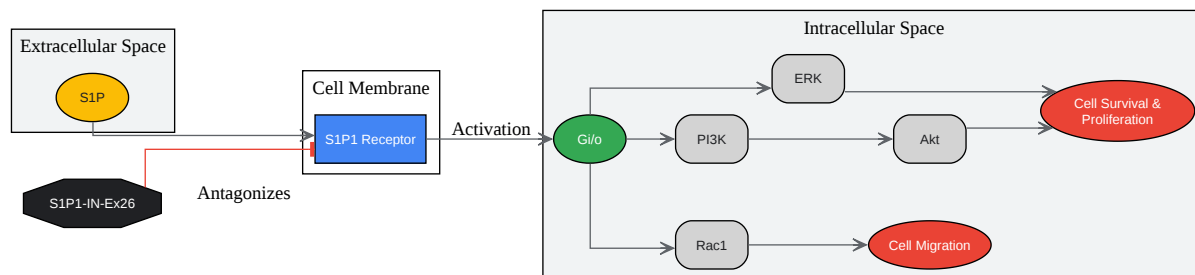 Extracellular Space
S1P
S1P1-IN-Ex26
Antagonizes
Cell Membrane
S1P1 Receptor
Activation
Intracellular Space
Gi/o
ERK
PI3K
Akt
Rac1
Cell Survival &
Proliferation
Cell Migration